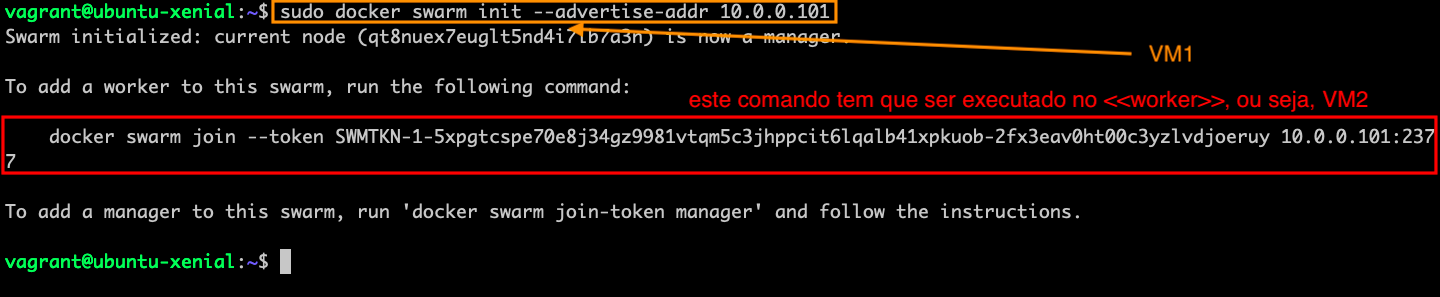 vagrant@ubuntu-xenial:~$ sudo docker swarm init --advertise-addr 10.0.0.101
Swarm initialized: current node (qt8nuex7euglt5nd4i7lb7a3n) is now a manager.
VM1
To add a worker to this swarm, run the following command:
este comando tem que ser executado no <<worker>>, ou seja, VM2
docker swarm join --token SWMTKN-1-5xpgtcspe70e8j34gz9981vtqm5c3jhppcit6lqalb41xpkuob-2fx3eav0ht00c3yzlvdjoeruy 10.0.0.101:237
7
To add a manager to this swarm, run 'docker swarm join-token manager' and follow the instructions.
vagrant@ubuntu-xenial:~$